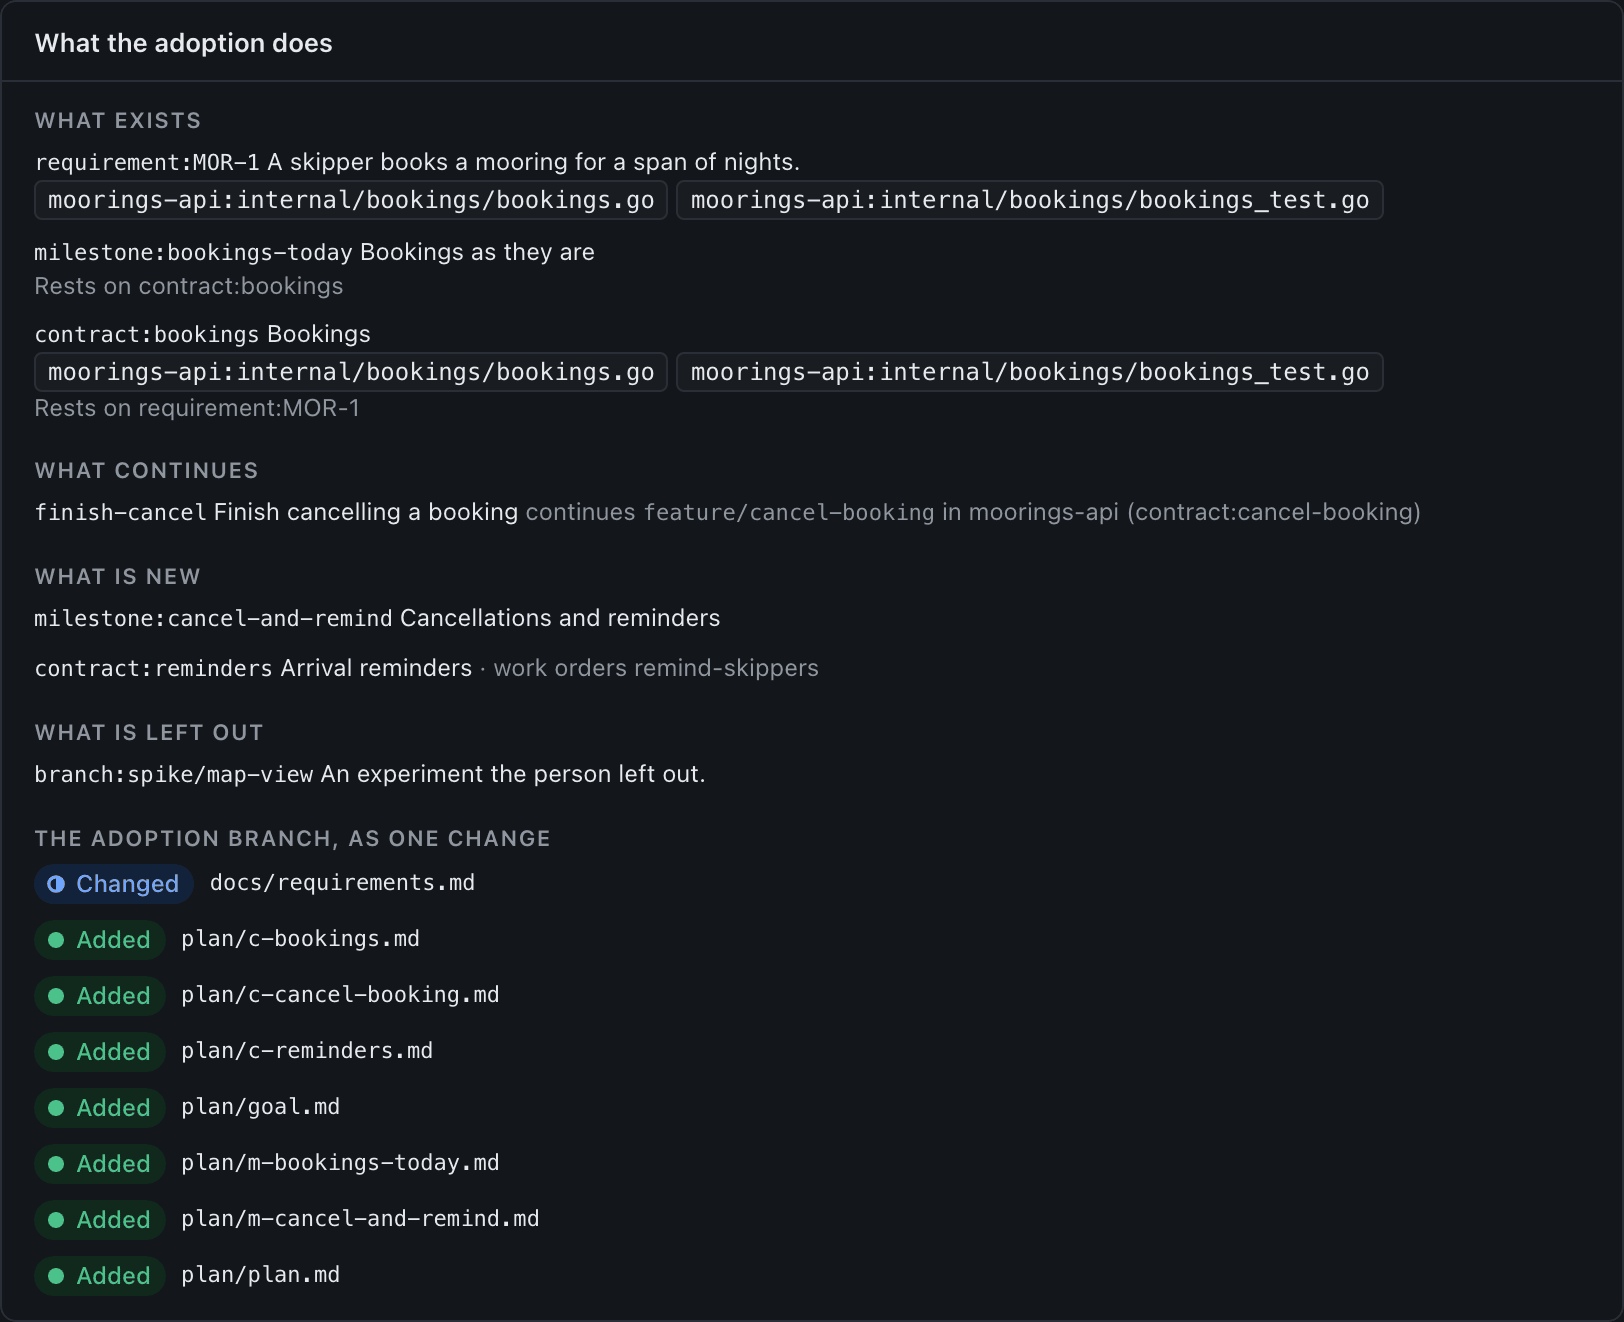 What the adoption does
WHAT EXISTS
requirement:MOR-1 A skipper books a mooring for a span of nights.
moorings-api:internal/bookings/bookings.go moorings-api:internal/bookings/bookings_test.go
milestone:bookings-today Bookings as they are
Rests on contract:bookings
contract:bookings Bookings
moorings-api:internal/bookings/bookings.go moorings-api:internal/bookings/bookings_test.go
Rests on requirement:MOR-1
WHAT CONTINUES
finish-cancel Finish cancelling a booking continues feature/cancel-booking in moorings-api (contract:cancel-booking)
WHAT IS NEW
milestone:cancel-and-remind Cancellations and reminders
contract:reminders Arrival reminders · work orders remind-skippers
WHAT IS LEFT OUT
branch:spike/map-view An experiment the person left out.
THE ADOPTION BRANCH, AS ONE CHANGE
Changed docs/requirements.md
Added plan/c-bookings.md
Added plan/c-cancel-booking.md
Added plan/c-reminders.md
Added plan/goal.md
Added plan/m-bookings-today.md
Added plan/m-cancel-and-remind.md
Added plan/plan.md